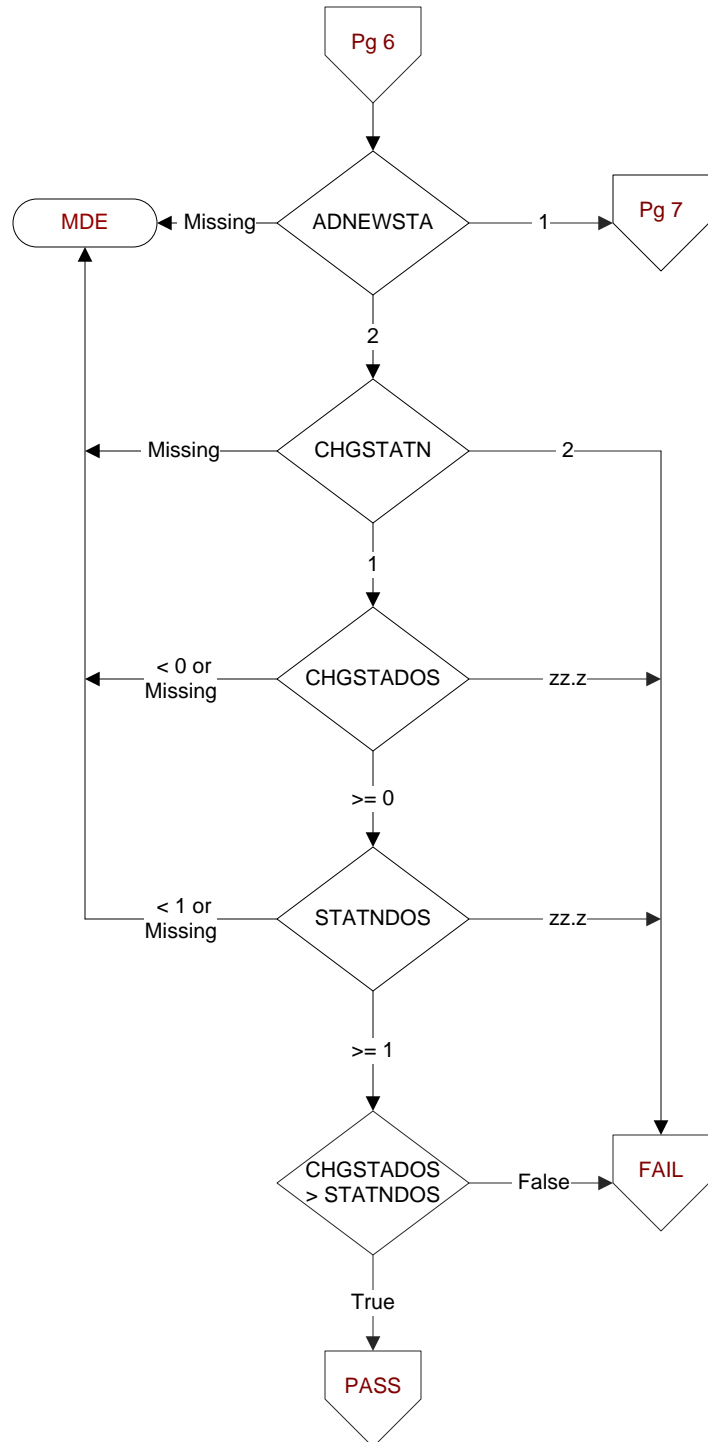 Pg 6
MDE
Missing
ADNEWSTA
1
Pg 7
2
Missing
CHGSTATN
2
1
< 0 or
Missing
CHGSTADOS
zz.z
>= 0
< 1 or
Missing
STATNDOS
zz.z
>= 1
CHGSTADOS
> STATNDOS
False
FAIL
True
PASS